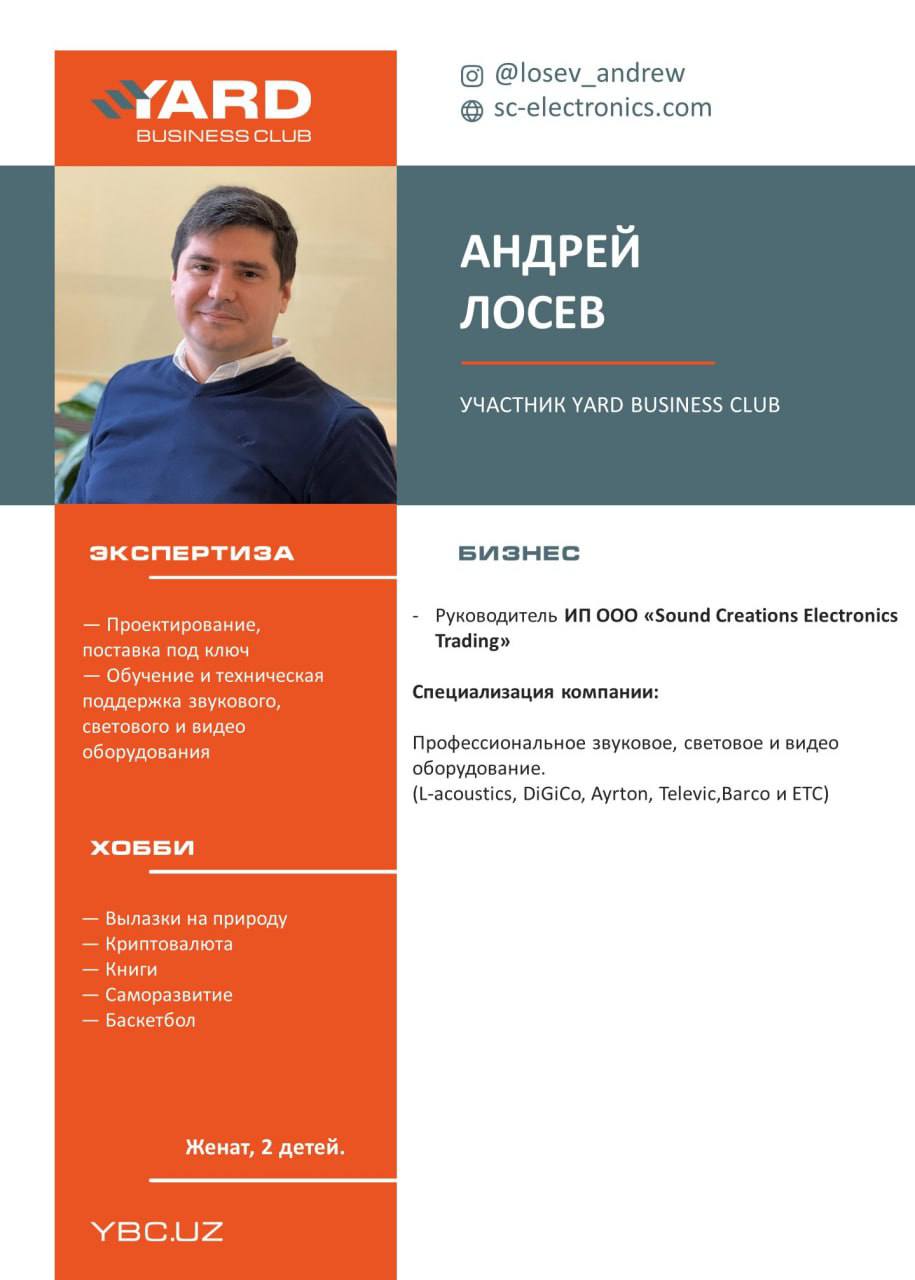 YARD
BUSINESS CLUB
@losev_andrew
sc-electronics.com
АНДРЕЙ
ЛОСЕВ
УЧАСТНИК YARD BUSINESS CLUB
ЭКСПЕРТИЗА
— Проектирование,
поставка под ключ
— Обучение и техническая
поддержка звукового,
светового и видео
оборудования
ХОББИ
— Вылазки на природу
— Криптовалюта
— Книги
— Саморазвитие
— Баскетбол
Женат, 2 детей.
YBC.UZ
БИЗНЕС
- Руководитель ИП ООО «Sound Creations Electronics
Trading»
Специализация компании:
Профессиональное звуковое, световое и видео
оборудование.
(L-acoustics, DiGiCo, Ayrton, Televic,Barco и ETC)